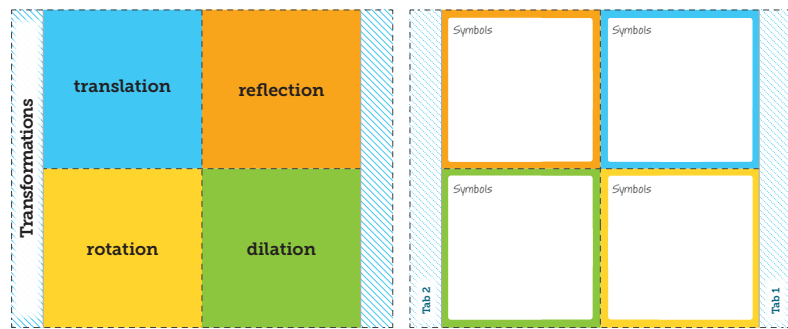 Transformations
translation
reflection
rotation
dilation
Symbols
Symbols
Symbols
Symbols
Tab 2
Tab 1